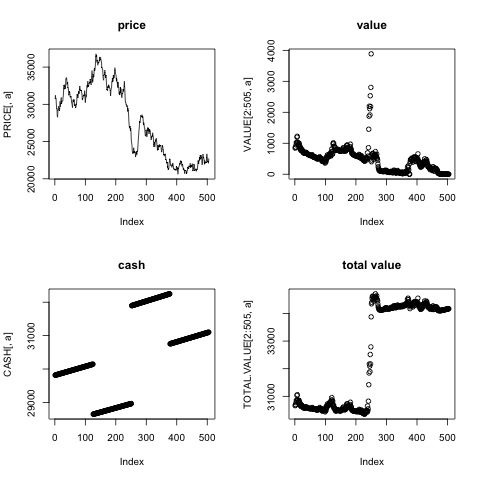 price
PRICE[, a]
35000
30000
25000
20000
0 100 200 300 400 500
Index
value
VALUE[2:505, a]
4000
3000
2000
1000
0
0 100 200 300 400 500
Index
cash
CASH[, a]
31000
29000
0 100 200 300 400 500
Index
total value
TOTAL.VALUE[2:505, a]
33000
31000
0 100 200 300 400 500
Index